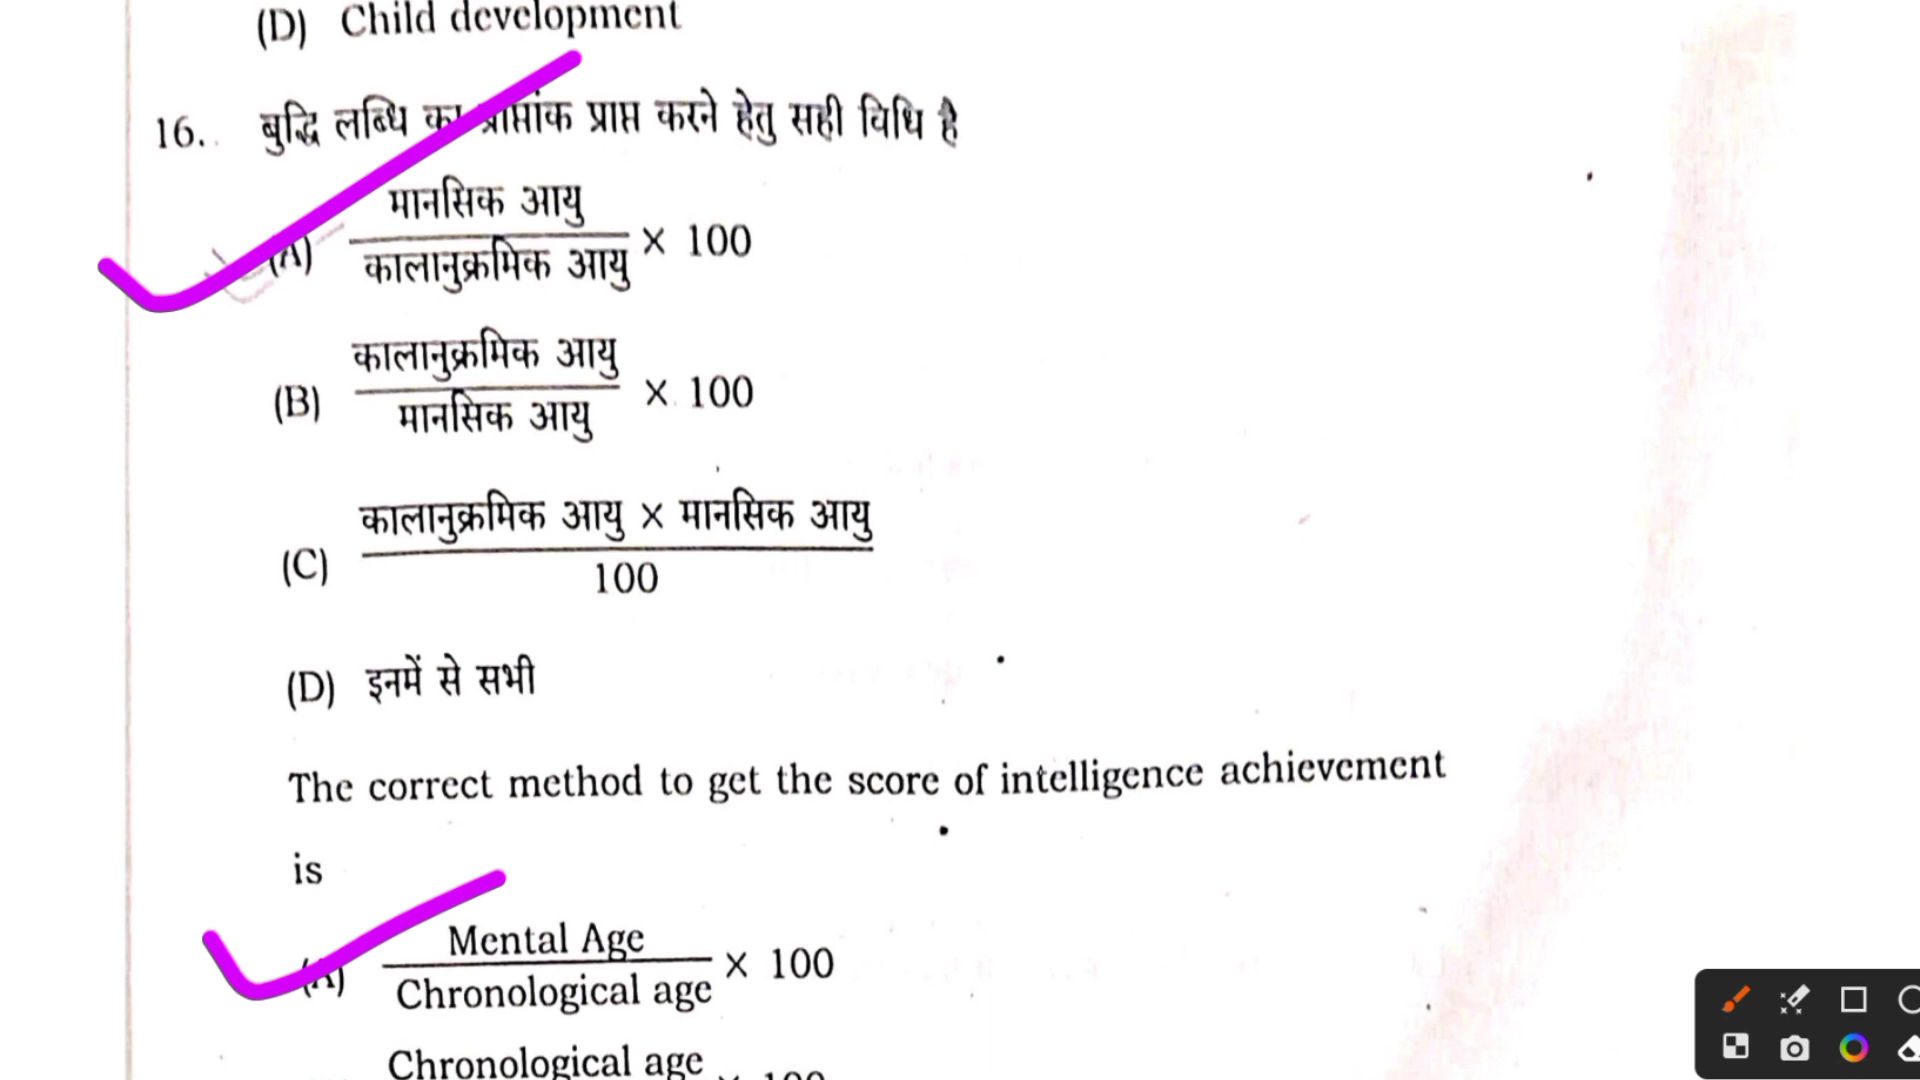 (D) Child development
16. बुद्धि लब्धि का प्राप्तांक प्राप्त करने हेतु सही विधि है
(A) मानसिक आयु
कालानुक्रमिक आयु × 100
(B) कालानुक्रमिक आयु
मानसिक आयु × 100
(C) कालानुक्रमिक आयु × मानसिक आयु
100
(D) इनमें से सभी
The correct method to get the score of intelligence achievement
is
(A) Mental Age
Chronological age × 100
Chronological age
× 100